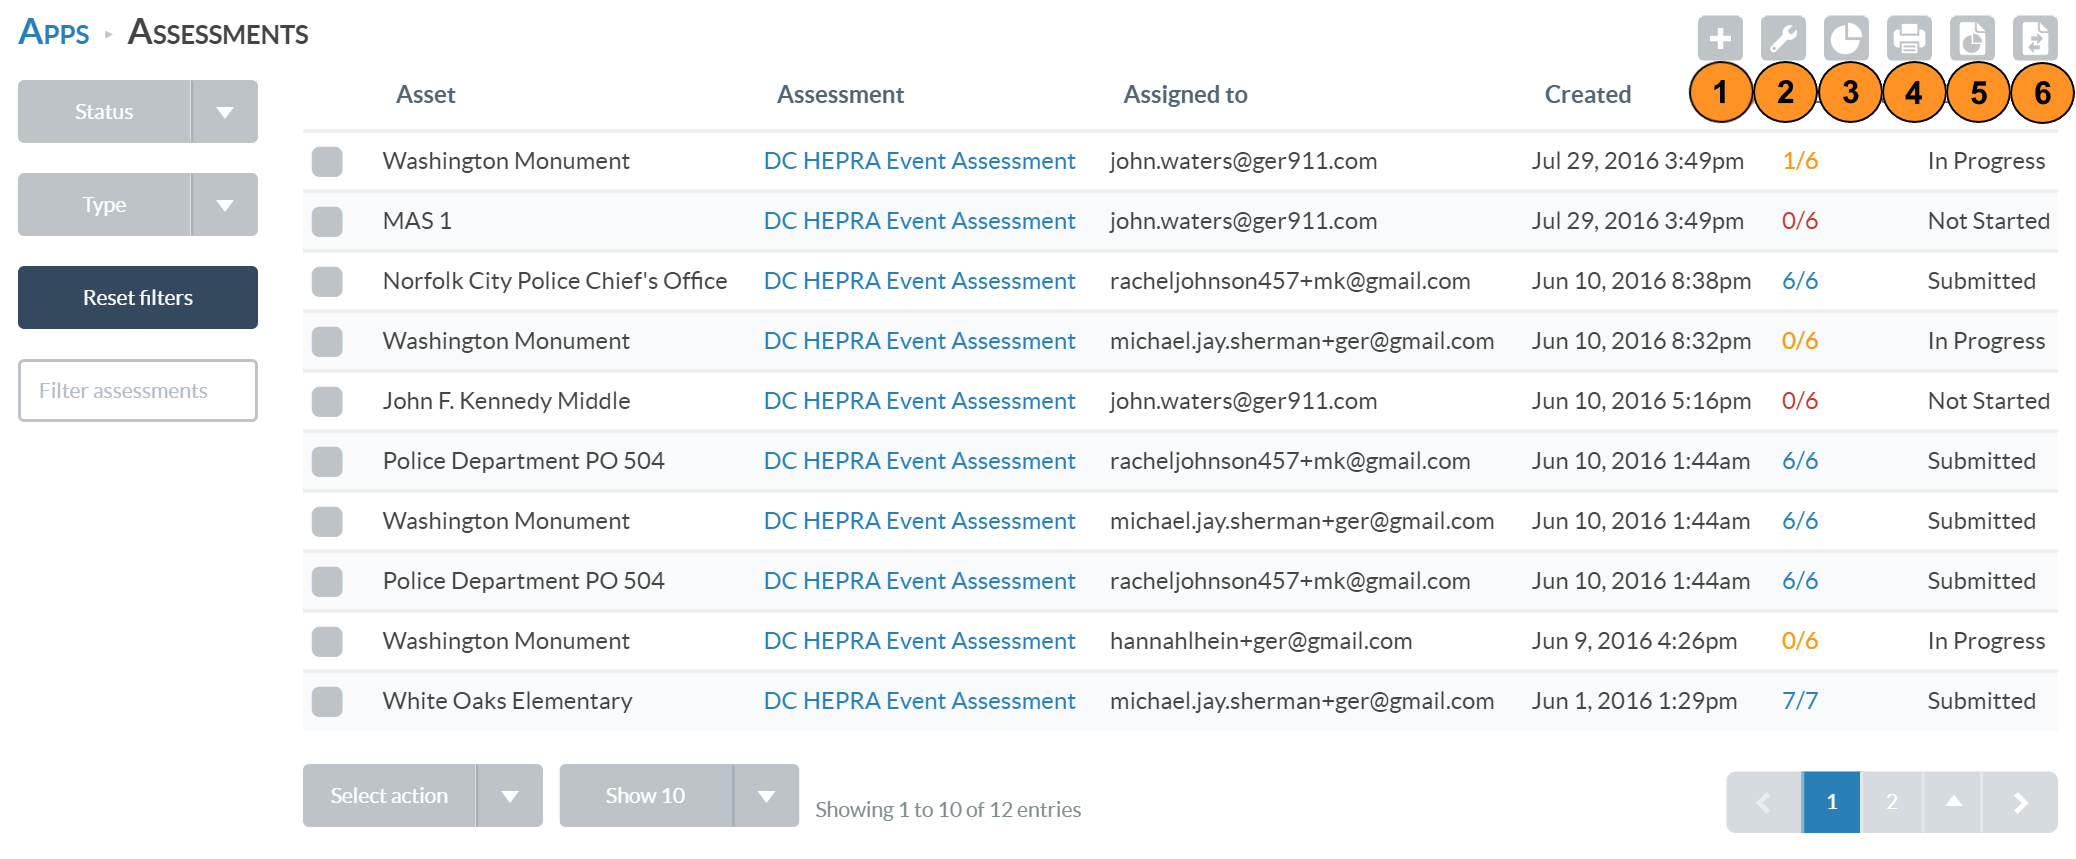 Apps ▸ Assessments
Status
Type
Reset filters
Filter assessments
Asset Assessment Assigned to Created 1 2 3 4 5 6
Washington Monument DC HEPRA Event Assessment john.waters@ger911.com Jul 29, 2016 3:49pm 1/6 In Progress
MAS 1 DC HEPRA Event Assessment john.waters@ger911.com Jul 29, 2016 3:49pm 0/6 Not Started
Norfolk City Police Chief's Office DC HEPRA Event Assessment racheljohnson457+mk@gmail.com Jun 10, 2016 8:38pm 6/6 Submitted
Washington Monument DC HEPRA Event Assessment michael.jay.sherman+ger@gmail.com Jun 10, 2016 8:32pm 0/6 In Progress
John F. Kennedy Middle DC HEPRA Event Assessment john.waters@ger911.com Jun 10, 2016 5:16pm 0/6 Not Started
Police Department PO 504 DC HEPRA Event Assessment racheljohnson457+mk@gmail.com Jun 10, 2016 1:44am 6/6 Submitted
Washington Monument DC HEPRA Event Assessment michael.jay.sherman+ger@gmail.com Jun 10, 2016 1:44am 6/6 Submitted
Police Department PO 504 DC HEPRA Event Assessment racheljohnson457+mk@gmail.com Jun 10, 2016 1:44am 6/6 Submitted
Washington Monument DC HEPRA Event Assessment hannahlhein+ger@gmail.com Jun 9, 2016 4:26pm 0/6 In Progress
White Oaks Elementary DC HEPRA Event Assessment michael.jay.sherman+ger@gmail.com Jun 1, 2016 1:29pm 7/7 Submitted
Select action Show 10 Showing 1 to 10 of 12 entries 1 2